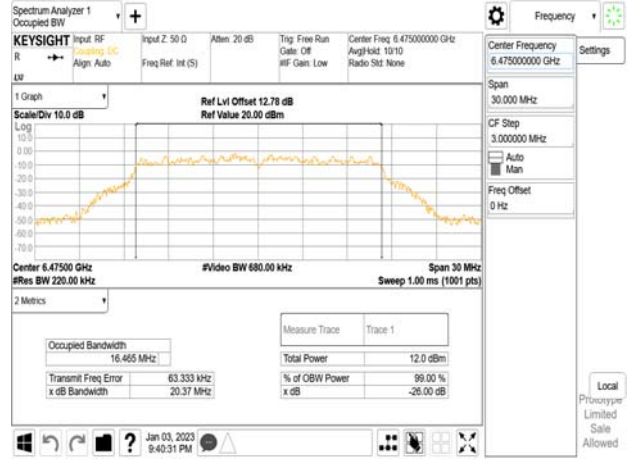 Spectrum Analyzer 1
Occupied BW
Frequency
KEYSIGHT
R
Input: RF
Coupling: DC
Align: Auto
Input Z: 50 Ω
Freq Ref: Int (S)
Atten: 20 dB
Trig: Free Run
Gate: Off
#IF Gain: Low
Center Freq: 6.475000000 GHz
Avg|Hold: 10/10
Radio Std: None
Center Frequency
6.475000000 GHz
Settings
Span
30.000 MHz
CF Step
3.000000 MHz
Auto
Man
Freq Offset
0 Hz
1 Graph
Scale/Div 10.0 dB
Ref Lvl Offset 12.78 dB
Ref Value 20.00 dBm
Log
10.0
0.00
-10.0
-20.0
-30.0
-40.0
-50.0
-60.0
-70.0
Center 6.47500 GHz
#Res BW 220.00 kHz
#Video BW 680.00 kHz
Span 30 MHz
Sweep 1.00 ms (1001 pts)
2 Metrics
Measure Trace Trace 1
Occupied Bandwidth
16.465 MHz
Total Power 12.0 dBm
Transmit Freq Error 63.333 kHz
% of OBW Power 99.00 %
x dB Bandwidth 20.37 MHz
x dB -26.00 dB
Local
Prototype
Limited
Sale
Allowed
?
Jan 03, 2023
9:40:31 PM